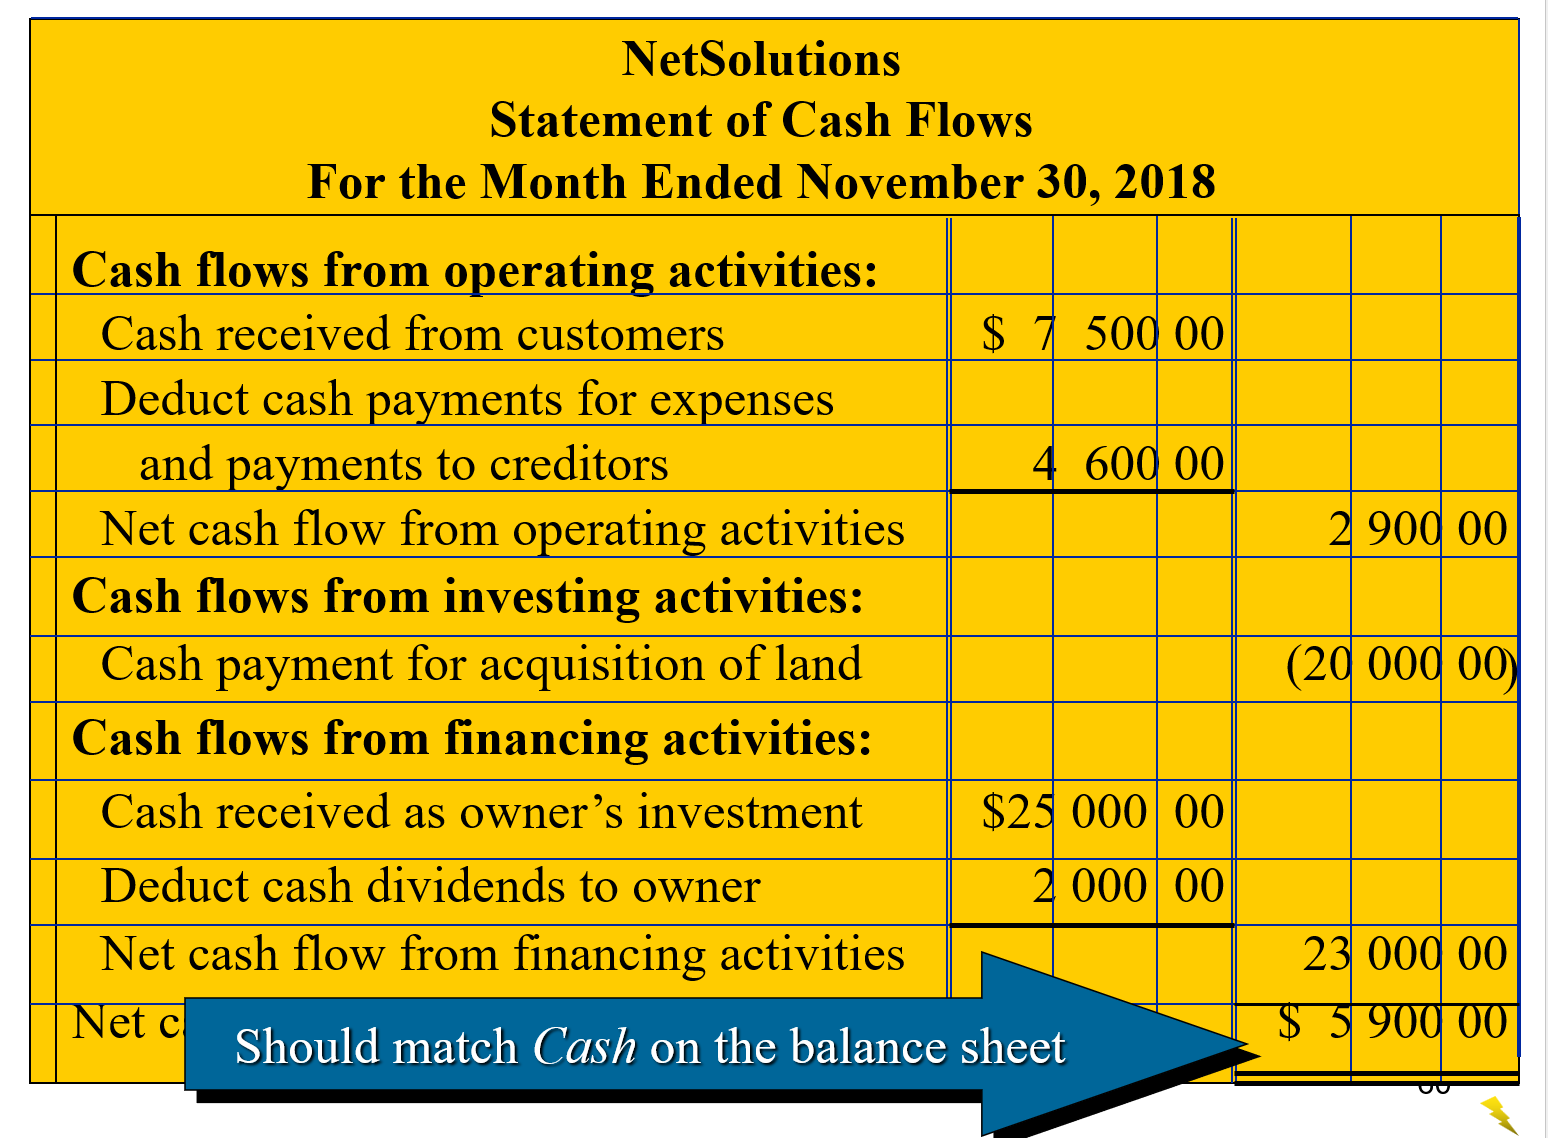 NetSolutions
Statement of Cash Flows
For the Month Ended November 30, 2018
Cash flows from operating activities:
Cash received from customers $ 7 500 00
Deduct cash payments for expenses
and payments to creditors 4 600 00
Net cash flow from operating activities 2 900 00
Cash flows from investing activities:
Cash payment for acquisition of land (20 000 00)
Cash flows from financing activities:
Cash received as owner’s investment $25 000 00
Deduct cash dividends to owner 2 000 00
Net cash flow from financing activities 23 000 00
Net $ 5 900 00
Should match Cash on the balance sheet